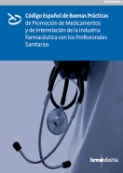 Código Español de Buenas Prácticas
de Promoción de Medicamentos
y de Interrelación de la Industria
Farmacéutica con los Profesionales
Sanitarios
farmaindustria